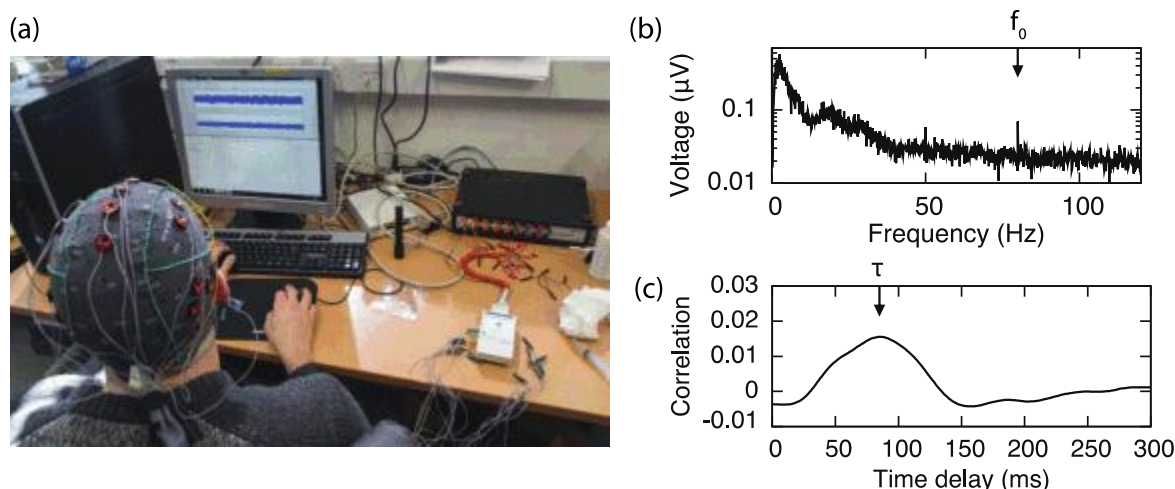 (a)
(b)
f₀
Voltage (µV)
0.1
0.01
0
50
100
Frequency (Hz)
(c)
τ
Correlation
0.03
0.02
0.01
0
-0.01
0
50
100
150
200
250
300
Time delay (ms)